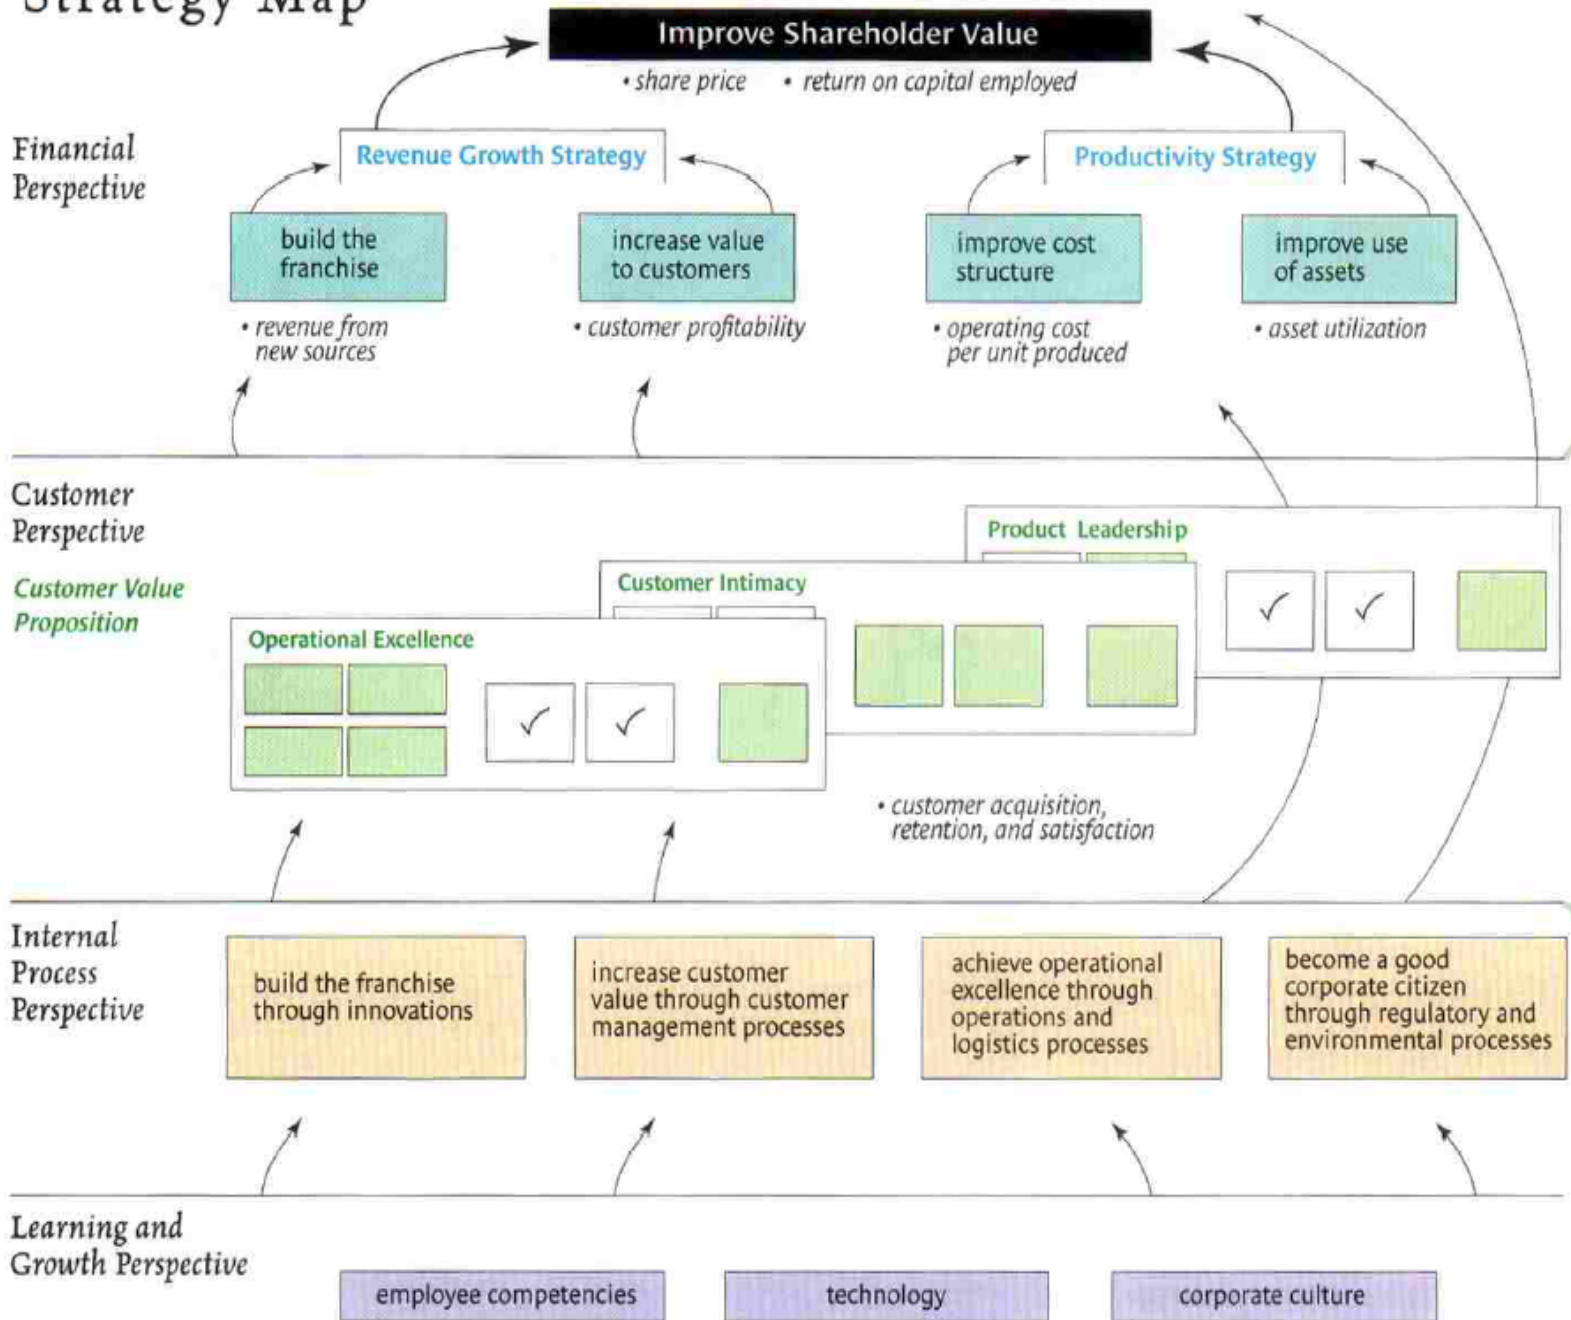 Strategy Map
Improve Shareholder Value
• share price • return on capital employed
Financial
Perspective
Revenue Growth Strategy
Productivity Strategy
build the
franchise
increase value
to customers
improve cost
structure
improve use
of assets
• revenue from
new sources
• customer profitability
• operating cost
per unit produced
• asset utilization
Customer
Perspective
Customer Value
Proposition
Product Leadership
Customer Intimacy
Operational Excellence
• customer acquisition,
retention, and satisfaction
Internal
Process
Perspective
build the franchise
through innovations
increase customer
value through customer
management processes
achieve operational
excellence through
operations and
logistics processes
become a good
corporate citizen
through regulatory and
environmental processes
Learning and
Growth Perspective
employee competencies
technology
corporate culture